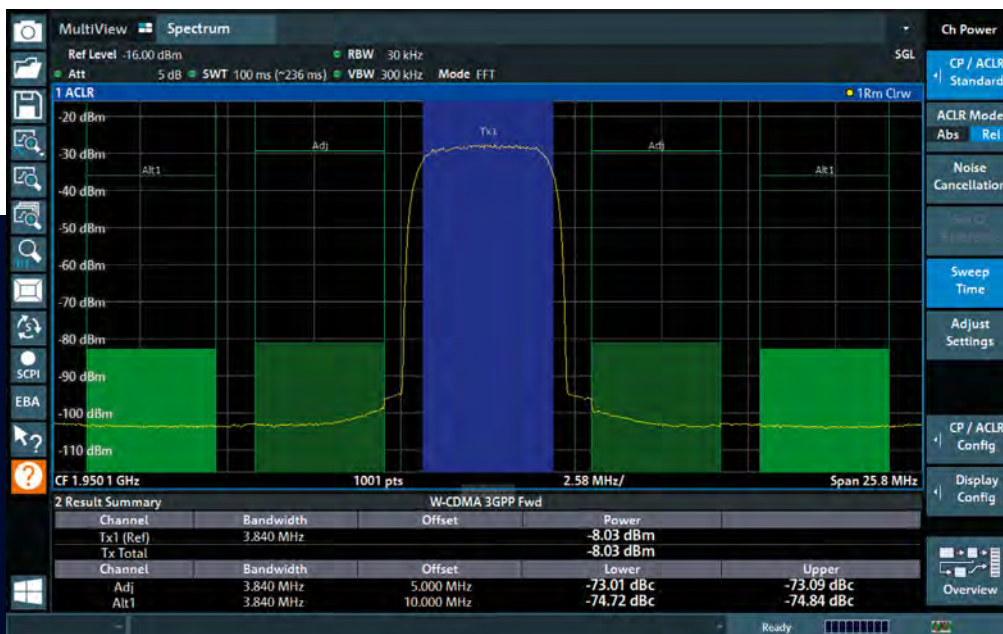 MultiView Spectrum
Ch Power
Ref Level -16.00 dBm RBW 30 kHz SGL
Att 5 dB SWT 100 ms (~236 ms) VBW 300 kHz Mode FFT
CP / ACLR
Standard
1 ACLR 1Rm Clrw
ACLR Mode
Abs Rel
-20 dBm
Tx1
Adj Adj
-30 dBm
Alt1 Alt1
Noise
Cancellation
-40 dBm
-50 dBm
-60 dBm
Sweep
Time
-70 dBm
Adjust
Settings
-80 dBm
SCPI
-90 dBm
EBA
-100 dBm
CP / ACLR
Config
-110 dBm
CF 1.950 1 GHz 1001 pts 2.58 MHz/ Span 25.8 MHz
Display
Config
2 Result Summary W-CDMA 3GPP Fwd
Channel Bandwidth Offset Power
Tx1 (Ref) 3.840 MHz -8.03 dBm
Tx Total -8.03 dBm
Channel Bandwidth Offset Lower Upper
Adj 3.840 MHz 5.000 MHz -73.01 dBc -73.09 dBc
Alt1 3.840 MHz 10.000 MHz -74.72 dBc -74.84 dBc
Overview
Ready